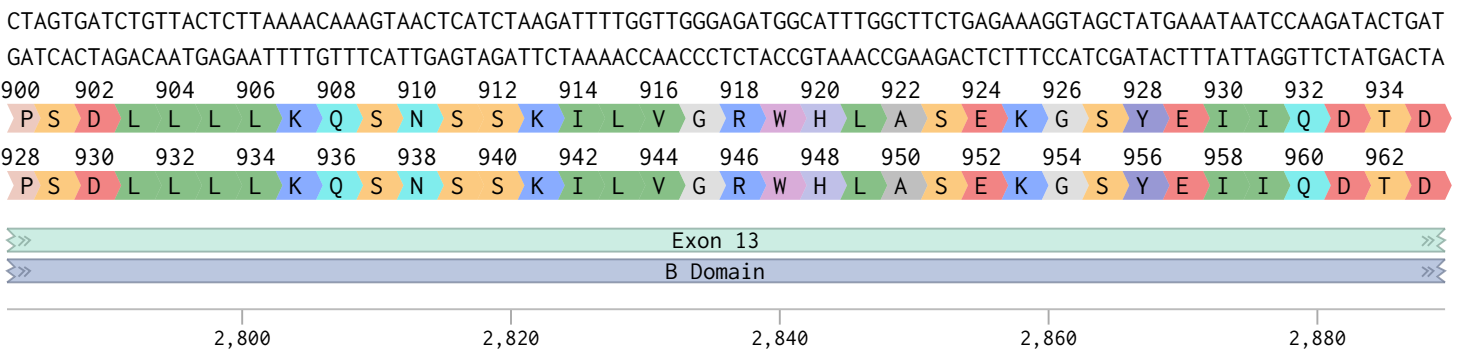 CTAGTGATCTGTTACTCTTAAAACAAAGTAACTCATCTAAGATTTTGGTTGGGAGATGGCATTTGGCTTCTGAGAAAGGTAGCTATGAAATAATCCAAGATACTGAT
GATCACTAGACAATGAGAATTTTGTTTCATTGAGTAGATTCTAAAACCAACCCTCTACCGTAAACCGAAGACTCTTTCCATCGATACTTTATTAGGTTCTATGACTA
900 902 904 906 908 910 912 914 916 918 920 922 924 926 928 930 932 934
P S D L L L L K Q S N S S K I L V G R W H L A S E K G S Y E I I Q D T D
928 930 932 934 936 938 940 942 944 946 948 950 952 954 956 958 960 962
P S D L L L L K Q S N S S K I L V G R W H L A S E K G S Y E I I Q D T D
Exon 13
B Domain
2,800 2,820 2,840 2,860 2,880